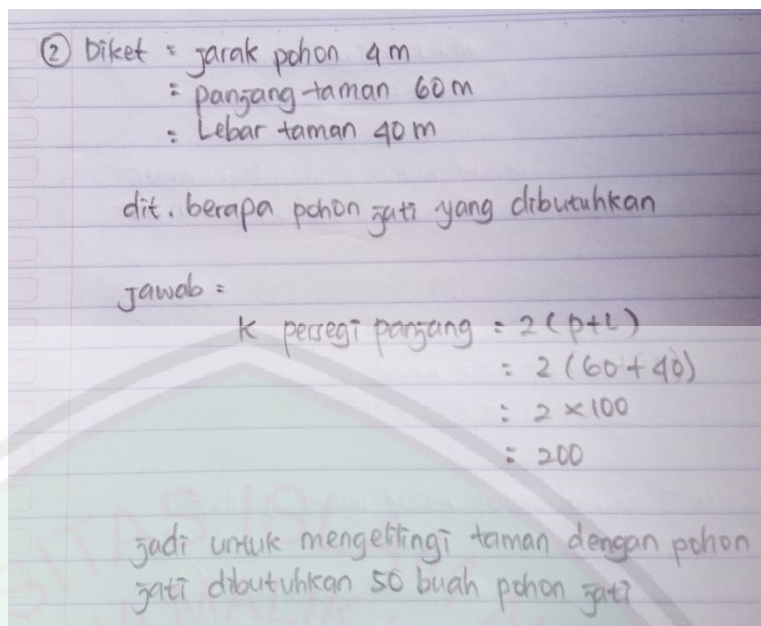 ② Diket : jarak pohon 4 m
= panjang taman 60 m
= Lebar taman 40 m
dit. berapa pohon jati yang dibutuhkan
Jawab =
K persegi panjang = 2 (p+l)
= 2 (60 + 40)
= 2 × 100
= 200
Jadi untuk mengelilingi taman dengan pohon
jati dibutuhkan 50 buah pohon jati